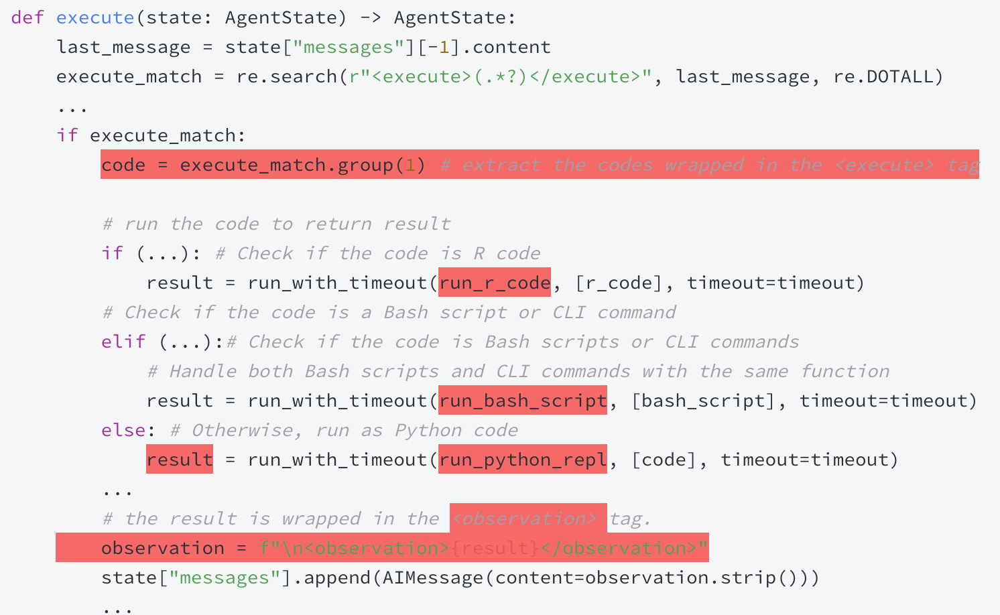 def execute(state: AgentState) -> AgentState:
    last_message = state["messages"][-1].content
    execute_match = re.search(r"<execute>(.*?)</execute>", last_message, re.DOTALL)
    ...
    if execute_match:
        code = execute_match.group(1) # extract the codes wrapped in the <execute> tag

        # run the code to return result
        if (...): # Check if the code is R code
            result = run_with_timeout(run_r_code, [r_code], timeout=timeout)
        # Check if the code is a Bash script or CLI command
        elif (...):# Check if the code is Bash scripts or CLI commands
            # Handle both Bash scripts and CLI commands with the same function
            result = run_with_timeout(run_bash_script, [bash_script], timeout=timeout)
        else: # Otherwise, run as Python code
            result = run_with_timeout(run_python_repl, [code], timeout=timeout)
        ...
        # the result is wrapped in the <observation> tag.
        observation = f"\n<observation>{result}</observation>"
        state["messages"].append(AIMessage(content=observation.strip()))
        ...